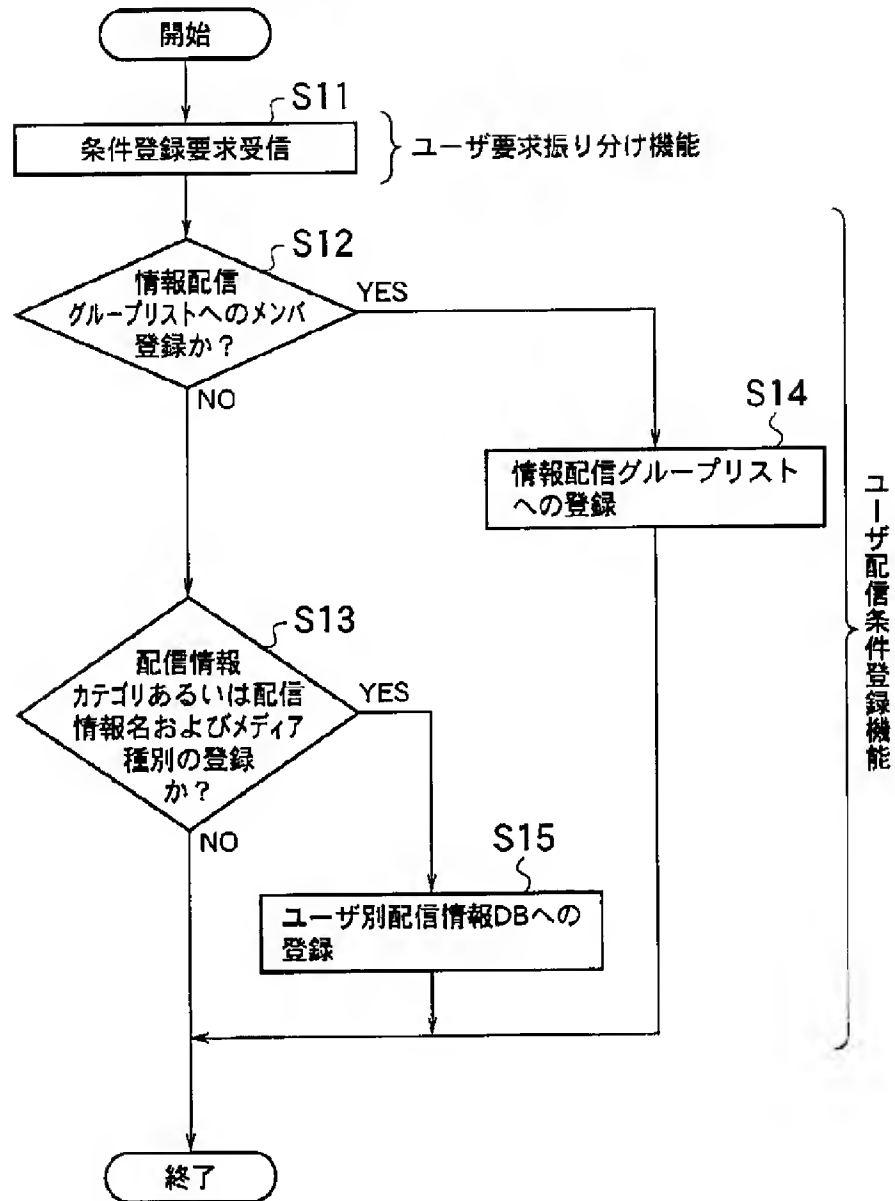 開始
S11
条件登録要求受信
ユーザ要求振り分け機能
S12
情報配信
グループリストへのメンバ
登録か？
YES
NO
S14
情報配信グループリスト
への登録
S13
配信情報
カテゴリあるいは配信
情報名およびメディア
種別の登録
か？
YES
NO
S15
ユーザ別配信情報DBへの
登録
ユーザ配信条件登録機能
終了